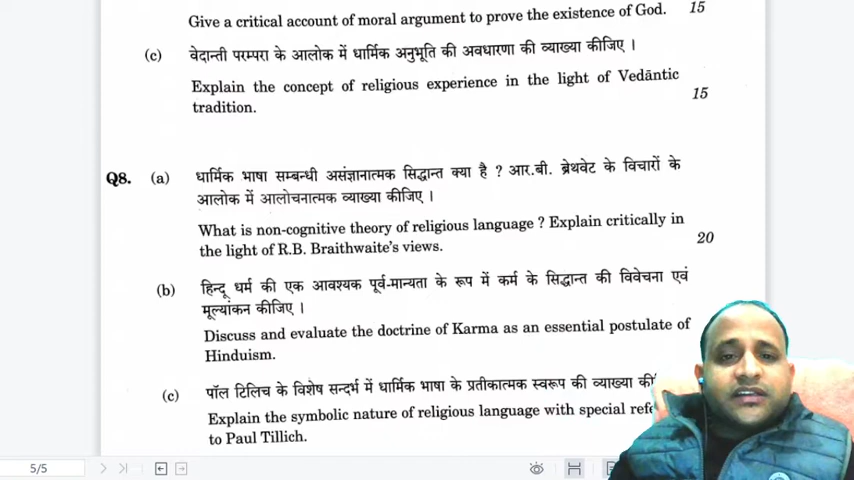 Give a critical account of moral argument to prove the existence of God. 15
(c) वेदान्ती परम्परा के आलोक में धार्मिक अनुभूति की अवधारणा की व्याख्या कीजिए ।
Explain the concept of religious experience in the light of Vedāntic
tradition. 15
Q8. (a) धार्मिक भाषा सम्बन्धी असंज्ञानात्मक सिद्धान्त क्या है ? आर.बी. ब्रेथवेट के विचारों के
आलोक में आलोचनात्मक व्याख्या कीजिए ।
What is non-cognitive theory of religious language ? Explain critically in
the light of R.B. Braithwaite's views. 20
(b) हिन्दू धर्म की एक आवश्यक पूर्व-मान्यता के रूप में कर्म के सिद्धान्त की विवेचना एवं
मूल्यांकन कीजिए ।
Discuss and evaluate the doctrine of Karma as an essential postulate of
Hinduism.
(c) पॉल टिलिच के विशेष सन्दर्भ में धार्मिक भाषा के प्रतीकात्मक स्वरूप की व्याख्या
Explain the symbolic nature of religious language with special
to Paul Tillich.
5/5